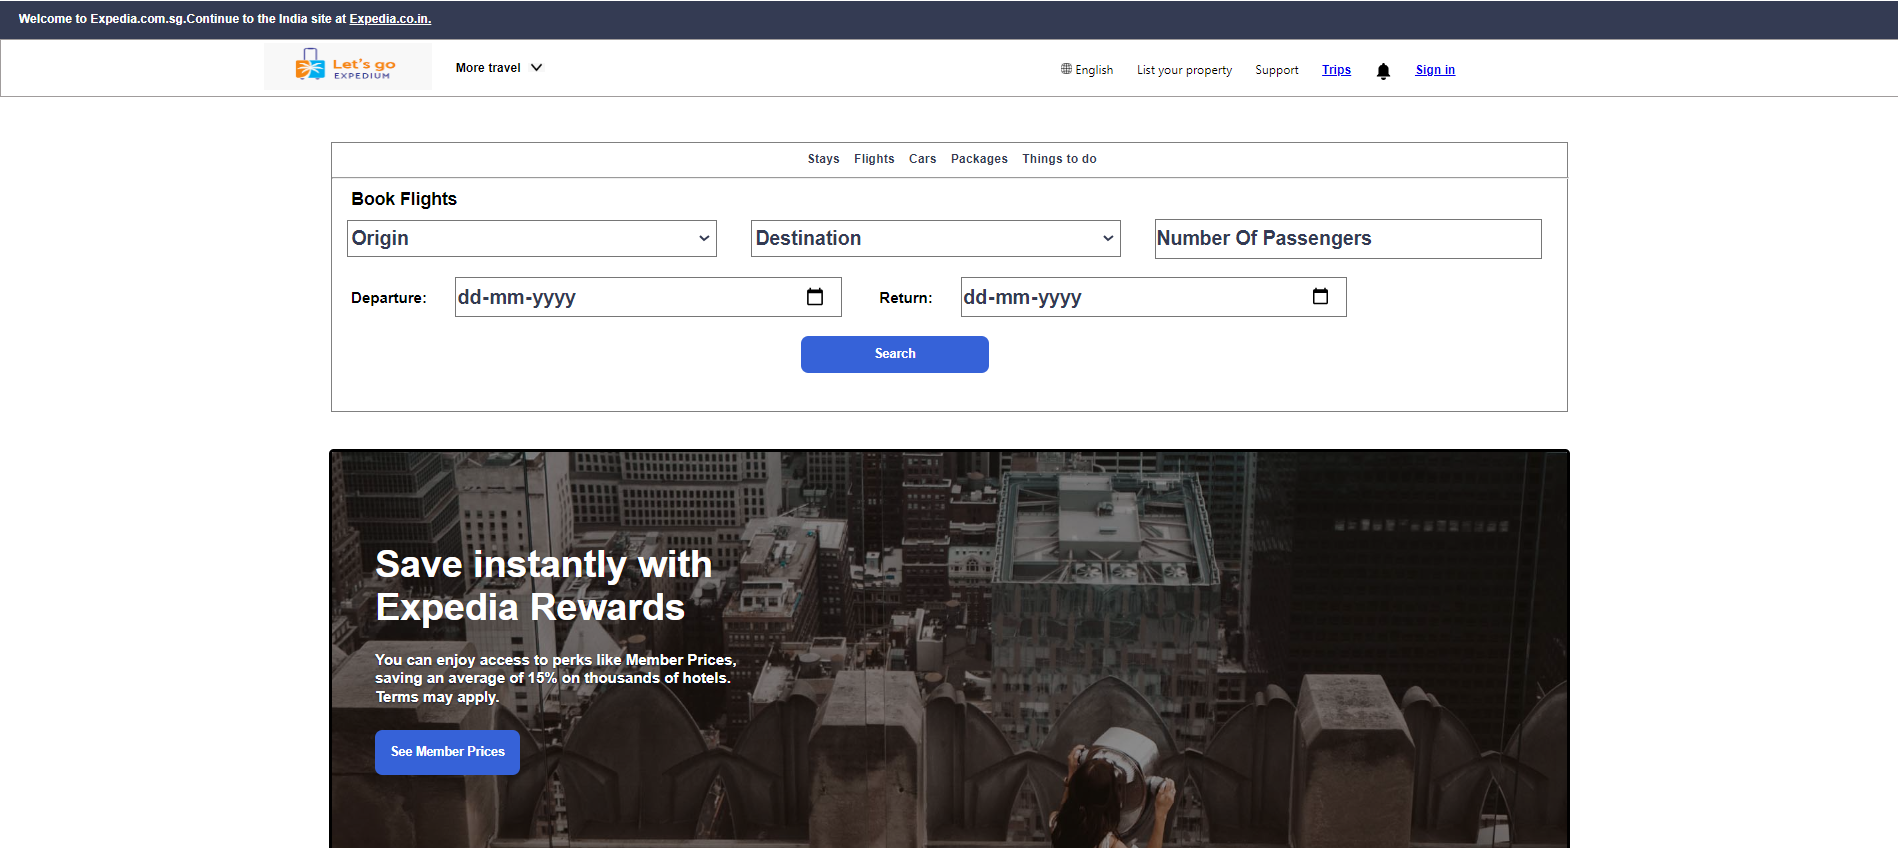 Welcome to Expedia.com.sg.Continue to the India site at Expedia.co.in.
Let's go
EXPEDIUM
More travel
English
List your property
Support
Trips
Sign in
Stays Flights Cars Packages Things to do
Book Flights
Origin
Destination
Number Of Passengers
Departure:
dd-mm-yyyy
Return:
dd-mm-yyyy
Search
Save instantly with
Expedia Rewards
You can enjoy access to perks like Member Prices,
saving an average of 15% on thousands of hotels.
Terms may apply.
See Member Prices